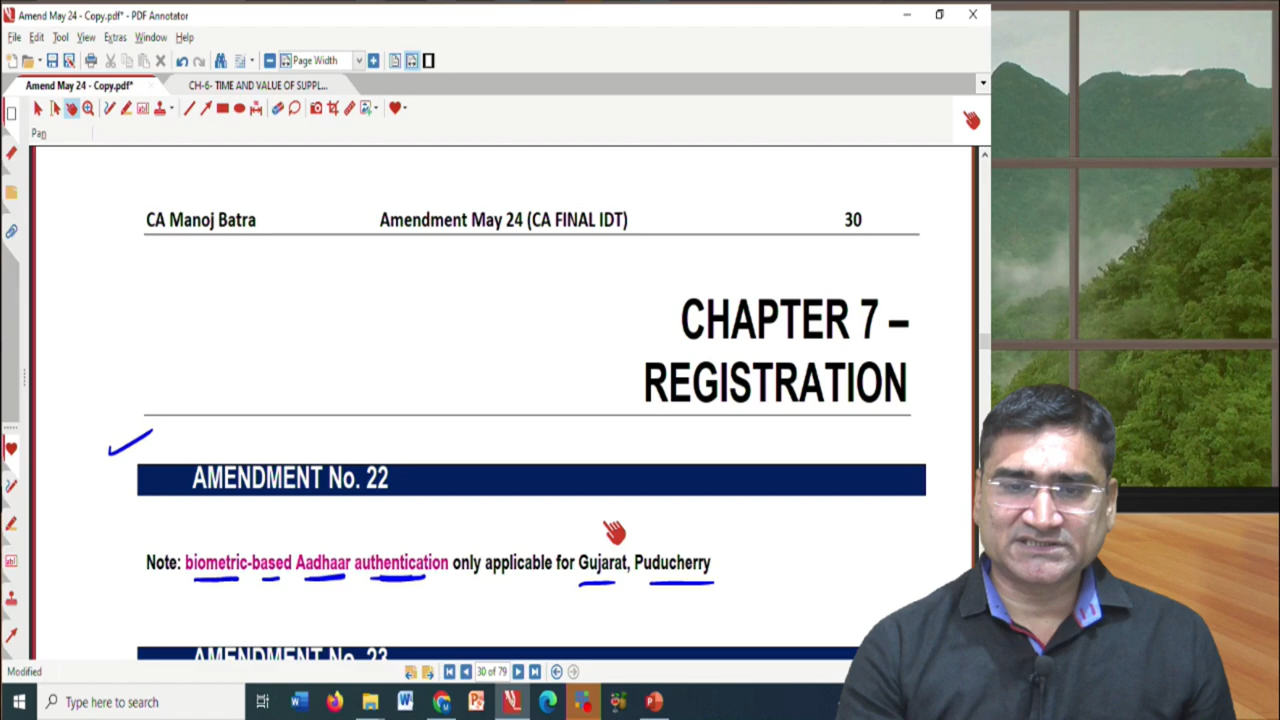 Amend May 24 - Copy.pdf* - PDF Annotator
File Edit Tool View Extras Window Help
Page Width
Amend May 24 - Copy.pdf*
CH-6- TIME AND VALUE OF SUPPL...
Pan
CA Manoj Batra Amendment May 24 (CA FINAL IDT) 30
CHAPTER 7 –
REGISTRATION
AMENDMENT No. 22
Note: biometric-based Aadhaar authentication only applicable for Gujarat, Puducherry
AMENDMENT No. 23
Modified
30 of 79
Type here to search